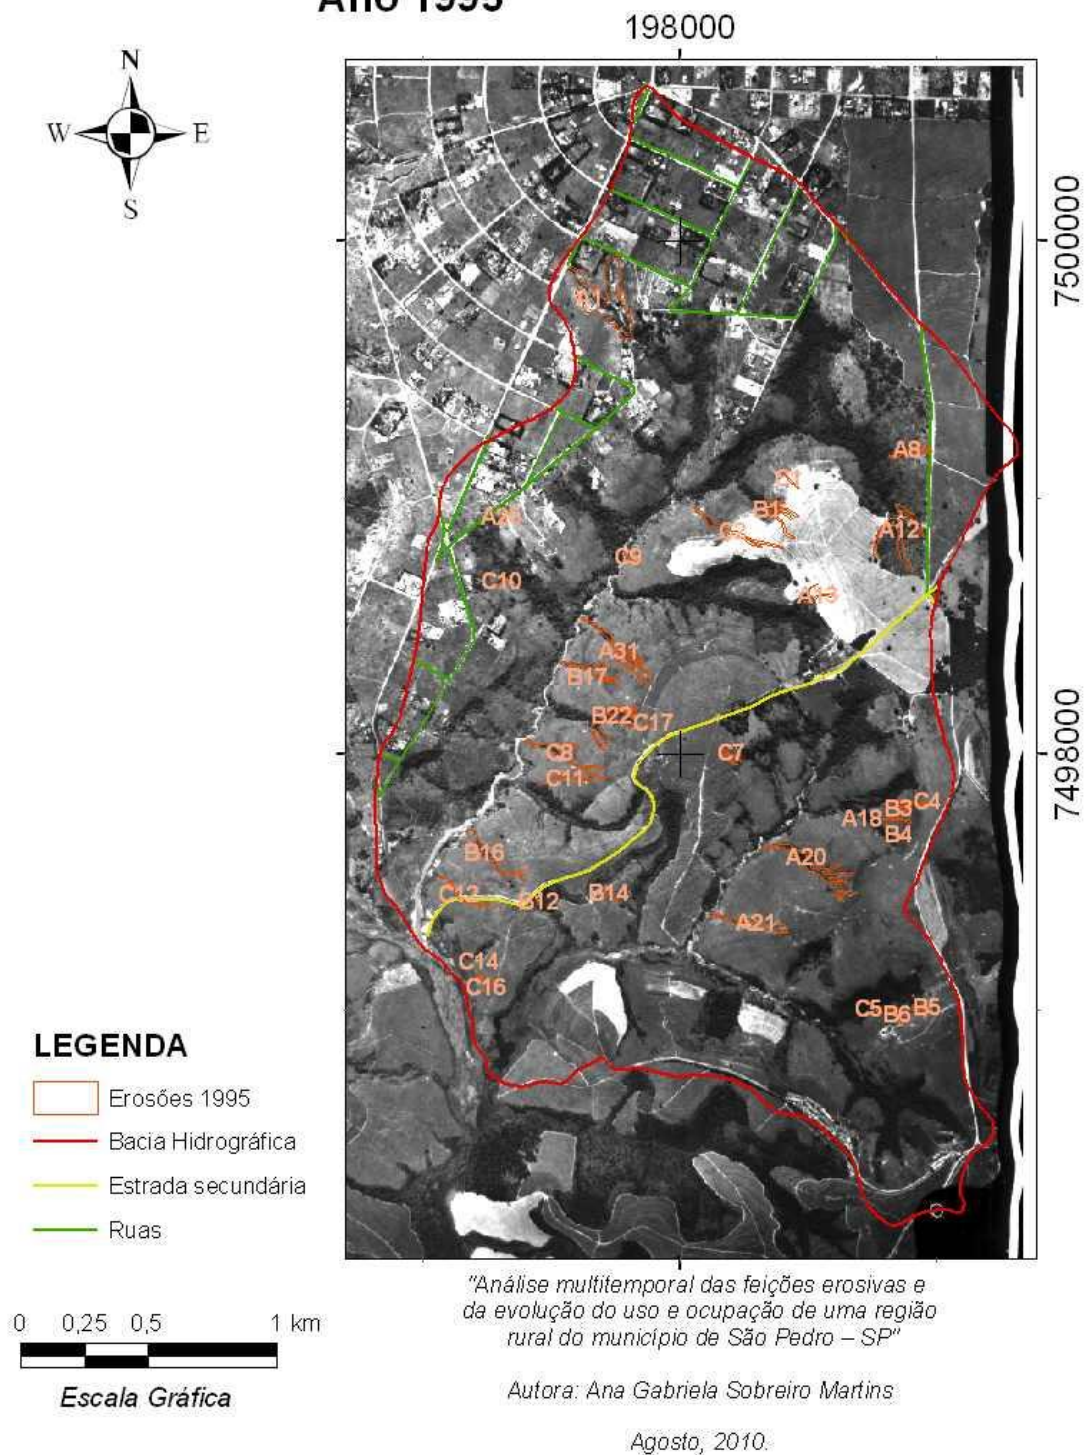 Ano 1995
198000
N
W E
S
7500000
7498000
A8
B1
A12
C9
C10
A31
B17
B22
C17
C8
C7
C11
C4
B3
A18
B4
B16
A20
C13
B12
B14
A21
C14
C16
C5
B6
B5
LEGENDA
Erosões 1995
Bacia Hidrográfica
Estrada secundária
Ruas
0 0,25 0,5 1 km
Escala Gráfica
"Análise multitemporal das feições erosivas e
da evolução do uso e ocupação de uma região
rural do município de São Pedro – SP"
Autora: Ana Gabriela Sobreiro Martins
Agosto, 2010.